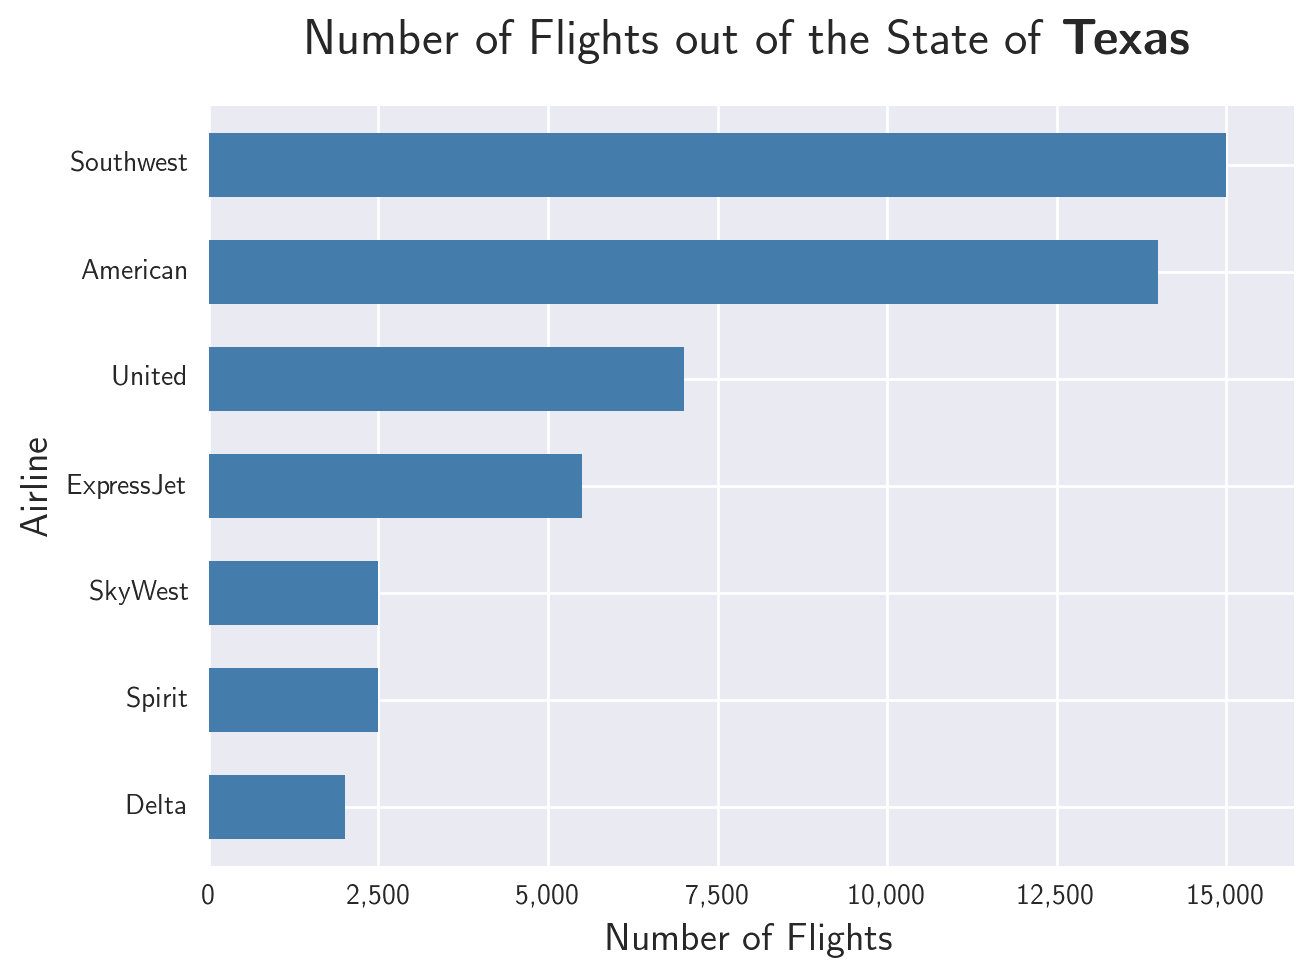 Number of Flights out of the State of Texas
Southwest
American
United
ExpressJet
SkyWest
Spirit
Delta
Airline
0 2,500 5,000 7,500 10,000 12,500 15,000
Number of Flights